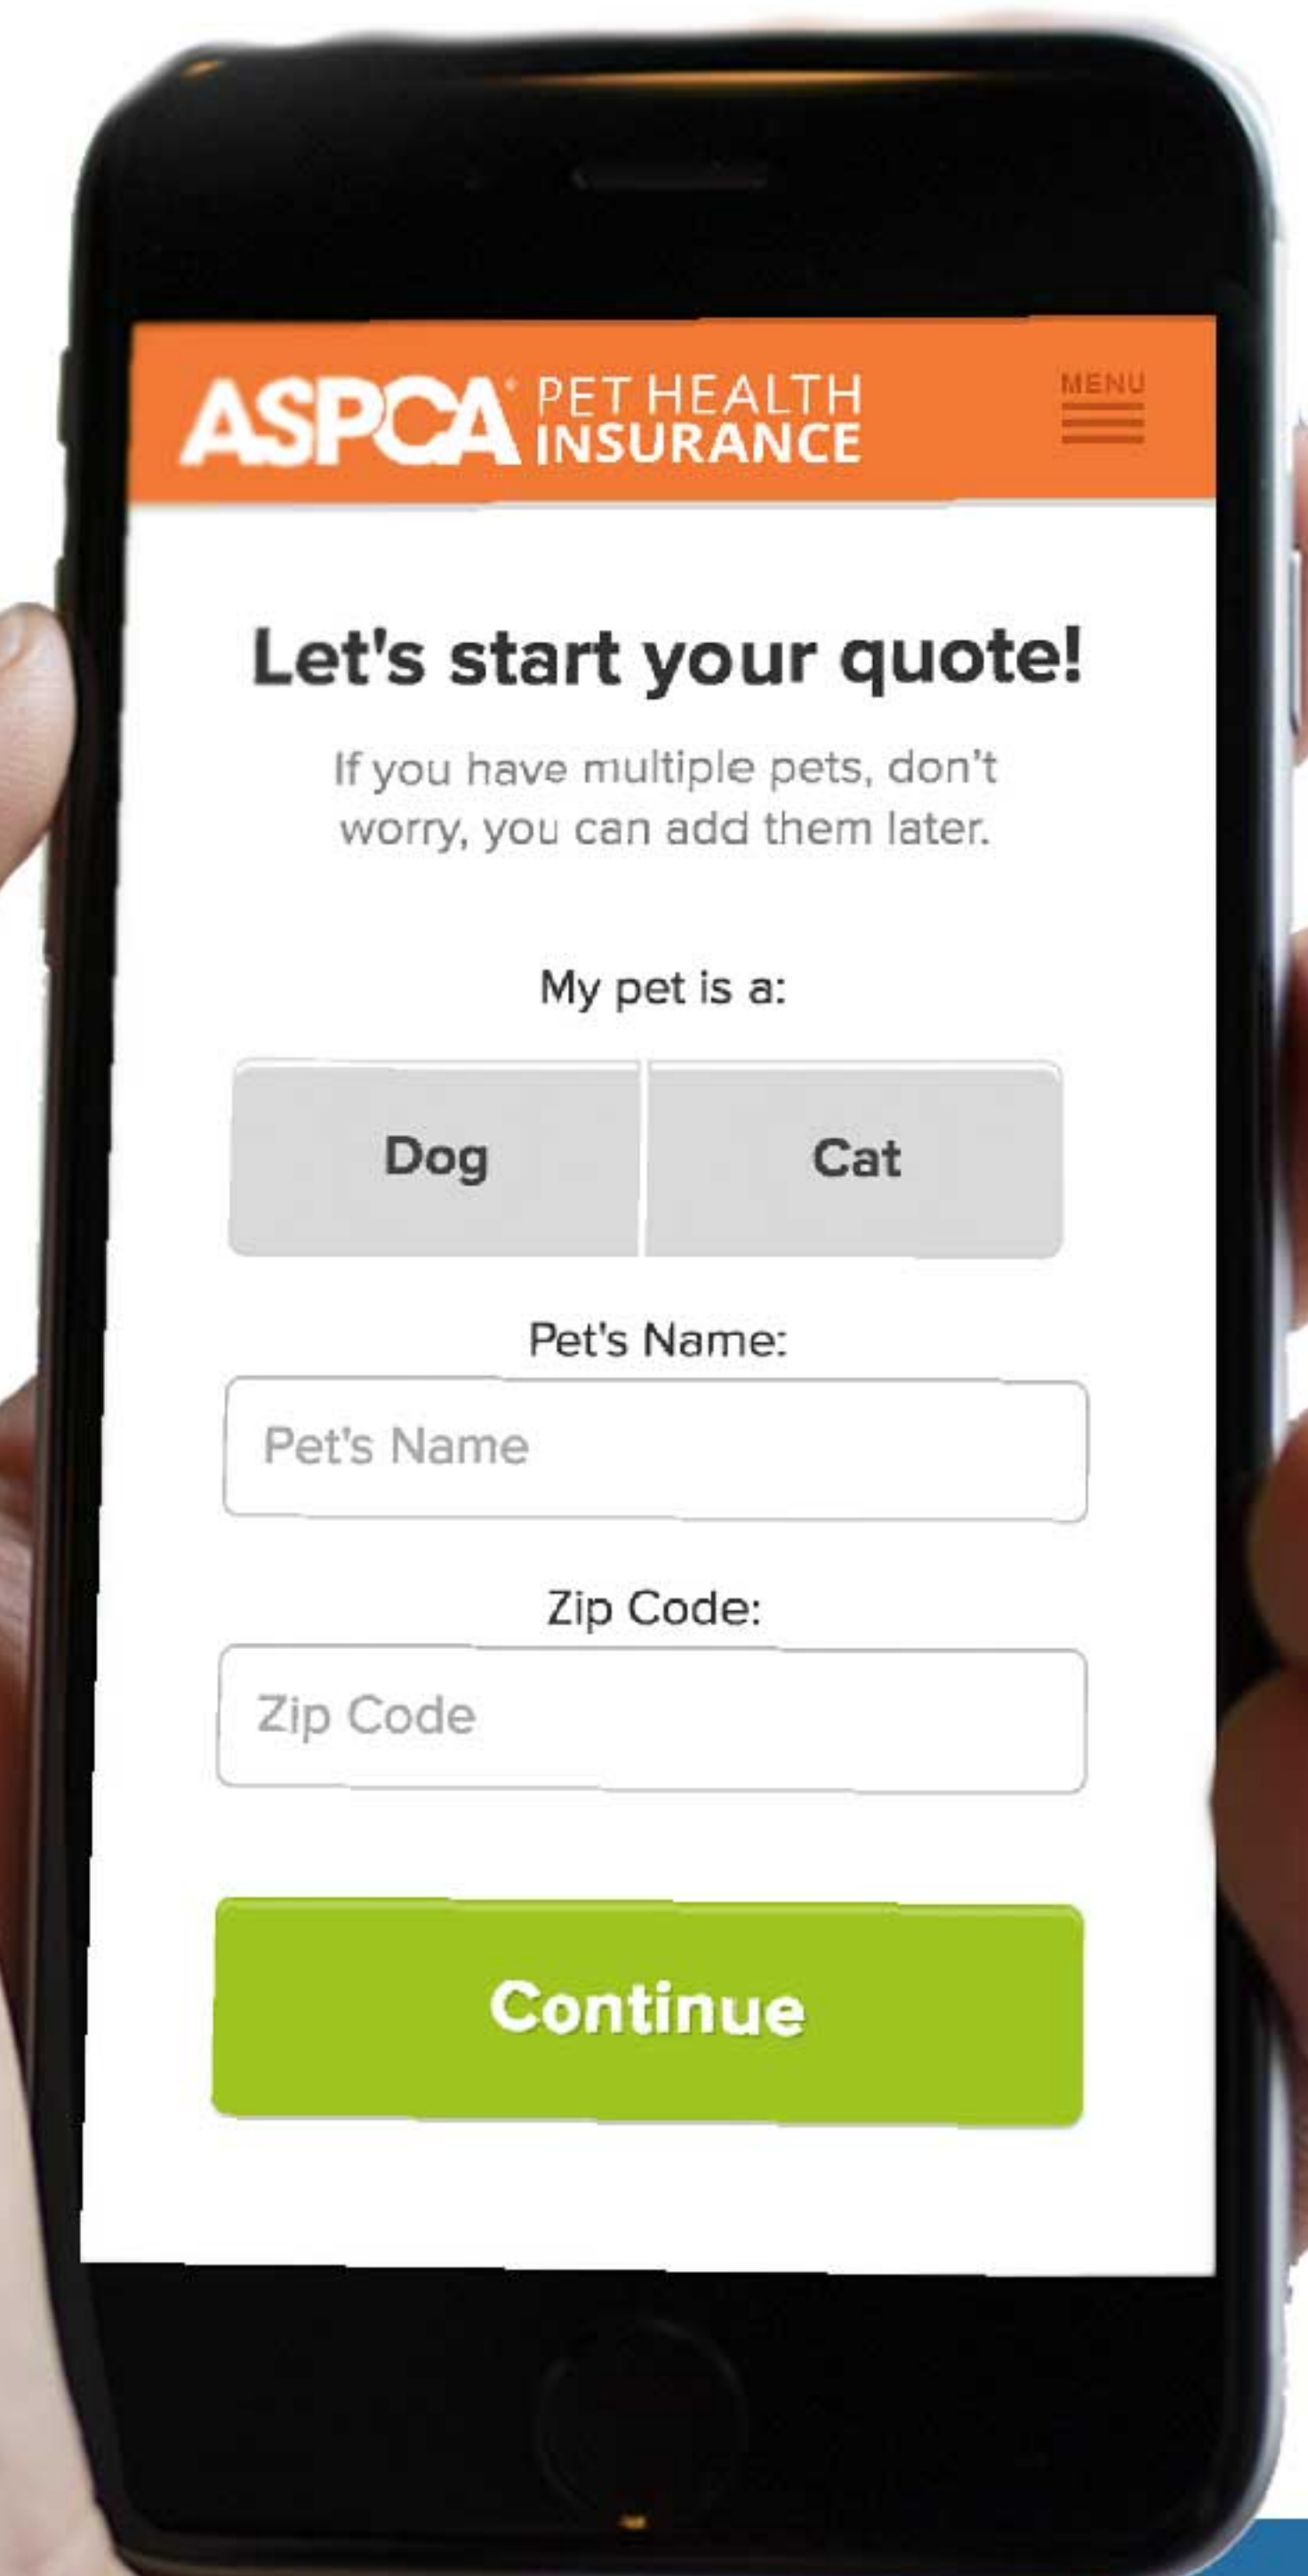 ASPCA® PET HEALTH
INSURANCE
MENU
Let's start your quote!
If you have multiple pets, don't
worry, you can add them later.
My pet is a:
Dog Cat
Pet's Name:
Pet's Name
Zip Code:
Zip Code
Continue